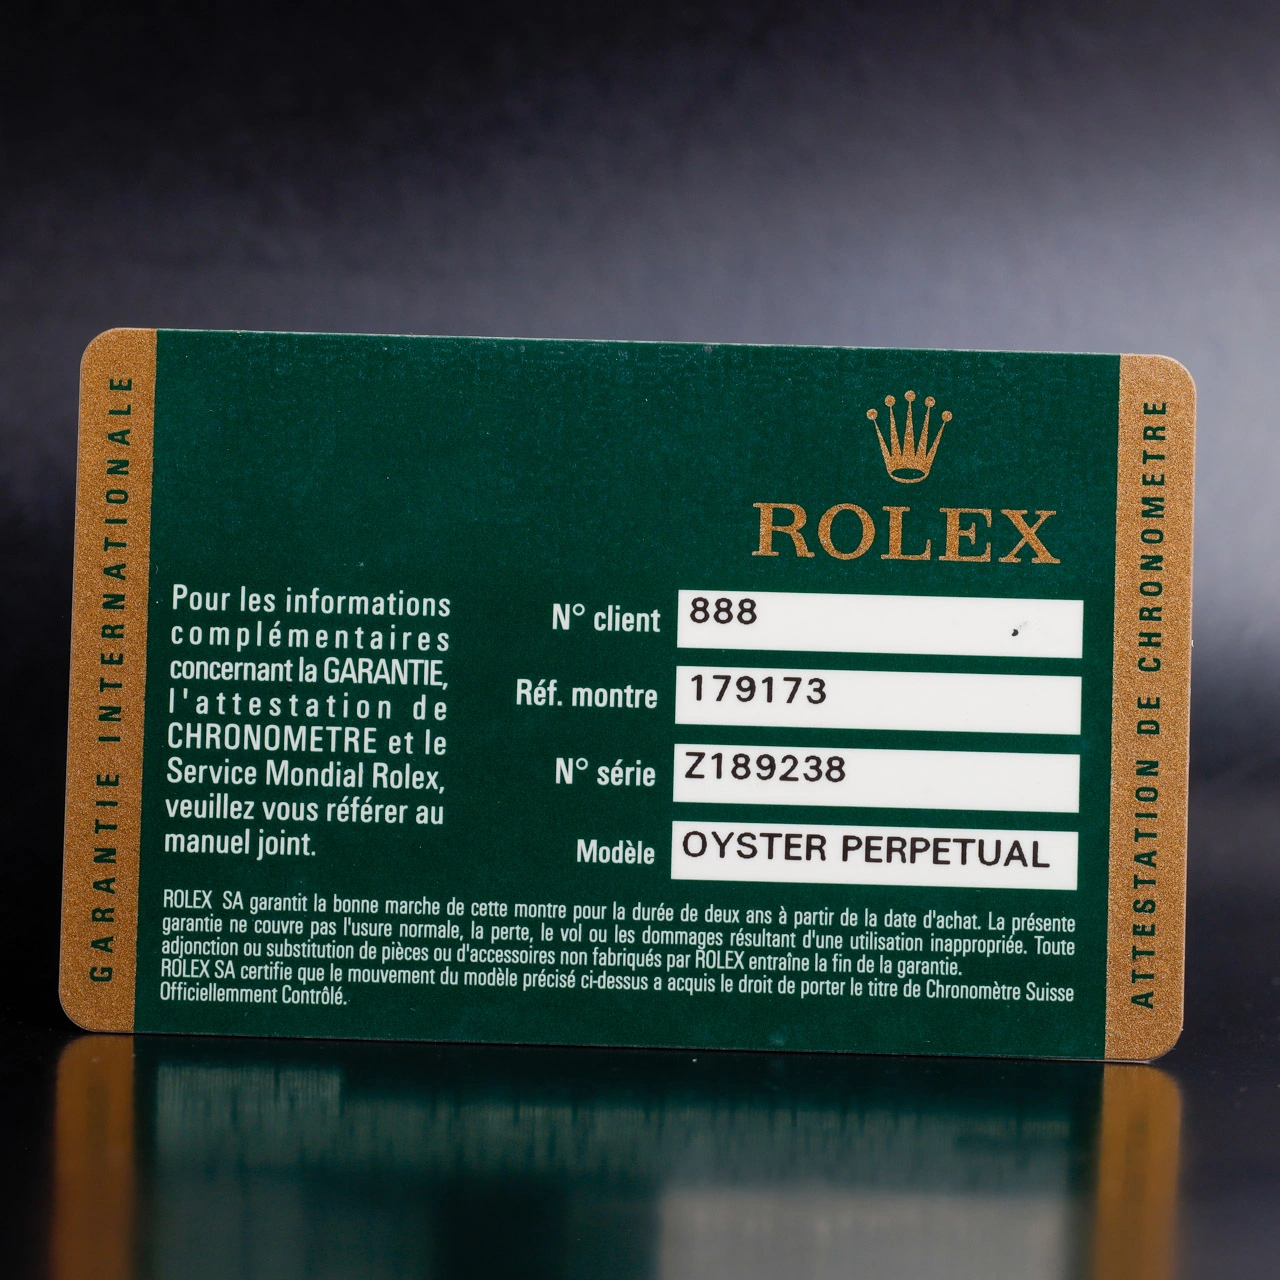 GARANTIE INTERNATIONALE
ROLEX
Pour les informations
complémentaires
concernant la GARANTIE,
l'attestation de
CHRONOMETRE et le
Service Mondial Rolex,
veuillez vous référer au
manuel joint.
N° client 888
Réf. montre 179173
N° série Z189238
Modèle OYSTER PERPETUAL
ROLEX SA garantit la bonne marche de cette montre pour la durée de deux ans à partir de la date d'achat. La présente
garantie ne couvre pas l'usure normale, la perte, le vol ou les dommages résultant d'une utilisation inappropriée. Toute
adjonction ou substitution de pièces ou d'accessoires non fabriqués par ROLEX entraîne la fin de la garantie.
ROLEX SA certifie que le mouvement du modèle précisé ci-dessus a acquis le droit de porter le titre de Chronomètre Suisse
Officiellemment Contrôlé.
ATTESTATION DE CHRONOMETRE